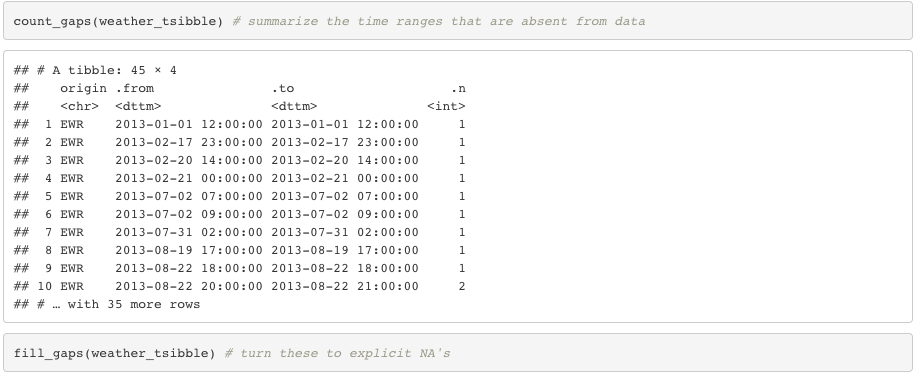 count_gaps(weather_tsibble) # summarize the time ranges that are absent from data
## # A tibble: 45 × 4
##    origin .from               .to                    .n
##    <chr>  <dttm>              <dttm>              <int>
##  1 EWR    2013-01-01 12:00:00 2013-01-01 12:00:00     1
##  2 EWR    2013-02-17 23:00:00 2013-02-17 23:00:00     1
##  3 EWR    2013-02-20 14:00:00 2013-02-20 14:00:00     1
##  4 EWR    2013-02-21 00:00:00 2013-02-21 00:00:00     1
##  5 EWR    2013-07-02 07:00:00 2013-07-02 07:00:00     1
##  6 EWR    2013-07-02 09:00:00 2013-07-02 09:00:00     1
##  7 EWR    2013-07-31 02:00:00 2013-07-31 02:00:00     1
##  8 EWR    2013-08-19 17:00:00 2013-08-19 17:00:00     1
##  9 EWR    2013-08-22 18:00:00 2013-08-22 18:00:00     1
## 10 EWR    2013-08-22 20:00:00 2013-08-22 21:00:00     2
## # … with 35 more rows
fill_gaps(weather_tsibble) # turn these to explicit NA's